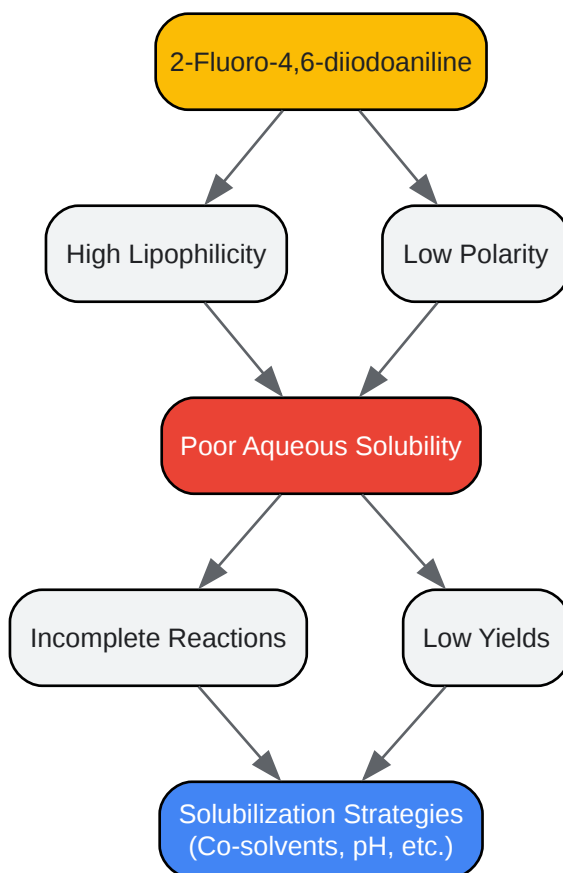 2-Fluoro-4,6-diiodoaniline
High Lipophilicity
Low Polarity
Poor Aqueous Solubility
Incomplete Reactions
Low Yields
Solubilization Strategies
(Co-solvents, pH, etc.)